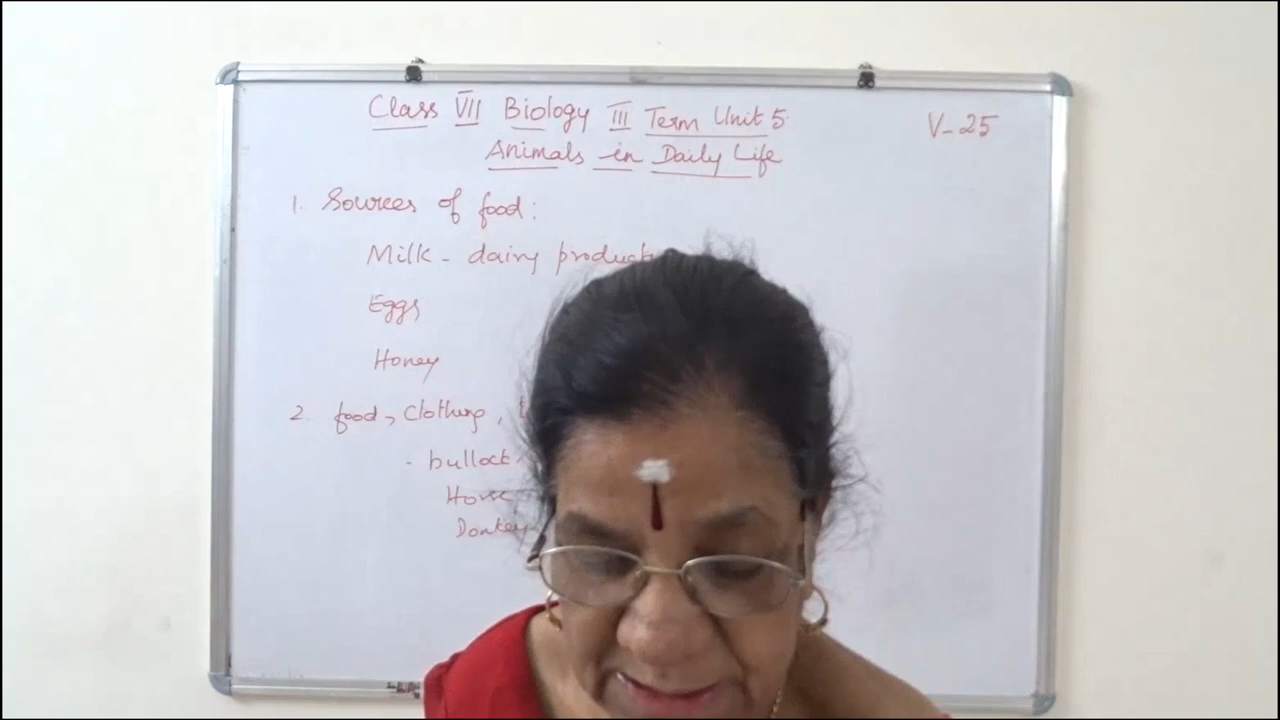 Class VII Biology III Term Unit 5
V-25
Animals in Daily Life
1. Sources of food:
Milk - dairy product
Eggs
Honey
2. food, Clothing,
- bullock
Horse
Donkey